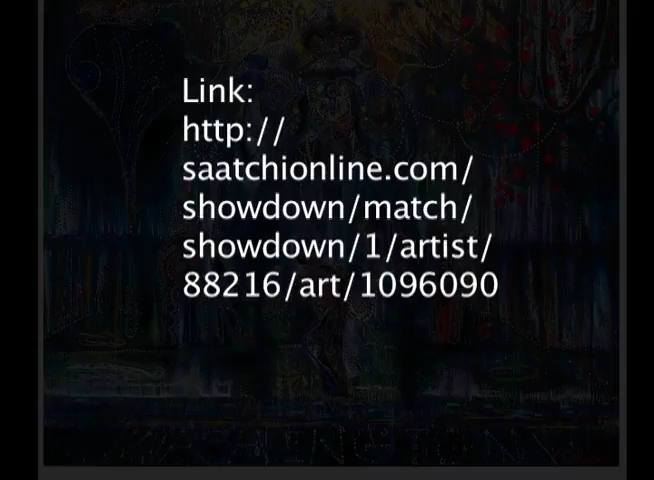 Link:
http://
saatchionline.com/
showdown/match/
showdown/1/artist/
88216/art/1096090